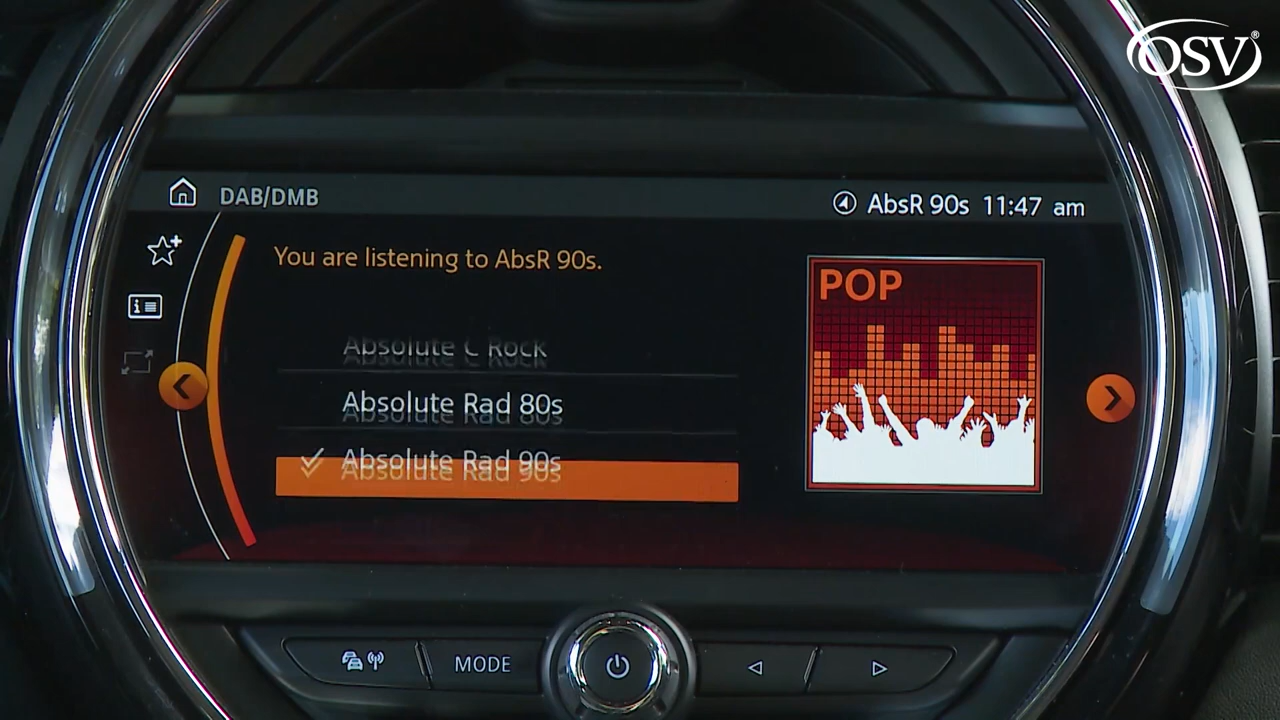 OSV®
DAB/DMB
AbsR 90s 11:47 am
You are listening to AbsR 90s.
POP
Absolute C Rock
Absolute Rad 80s
Absolute Rad 90s
MODE